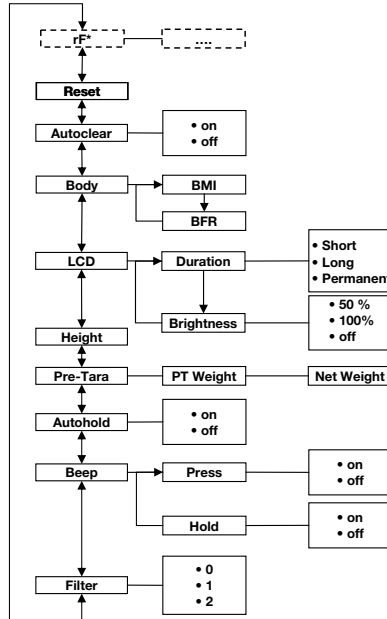 rF*
....
Reset
Autoclear
• on
• off
Body
BMI
BFR
LCD
Duration
• Short
• Long
• Permanent
Brightness
• 50 %
• 100%
• off
Height
Pre-Tara
PT Weight
Net Weight
Autohold
• on
• off
Beep
Press
• on
• off
Hold
• on
• off
Filter
• 0
• 1
• 2